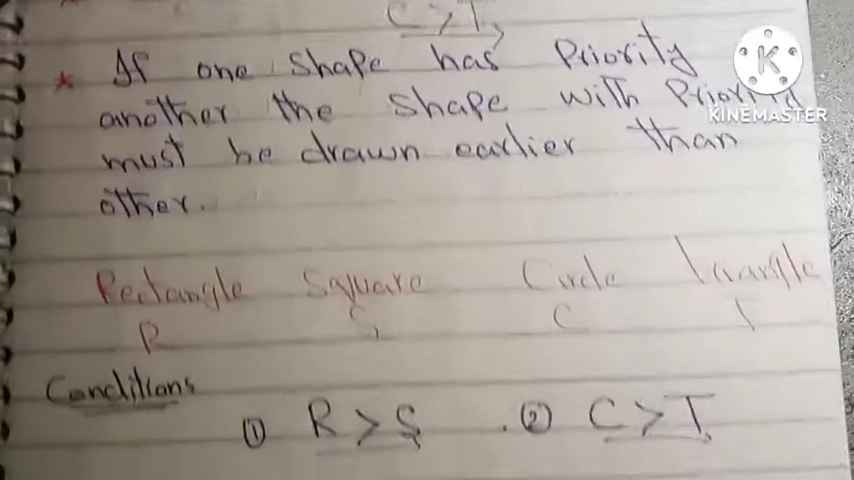 C > T,
* If one shape has Priority
another the shape with Priority
must be drawn earlier than
other.
Rectangle Square Circle Triangle
R S C T
Conditions
① R > S . ② C > T
K
KINEMASTER